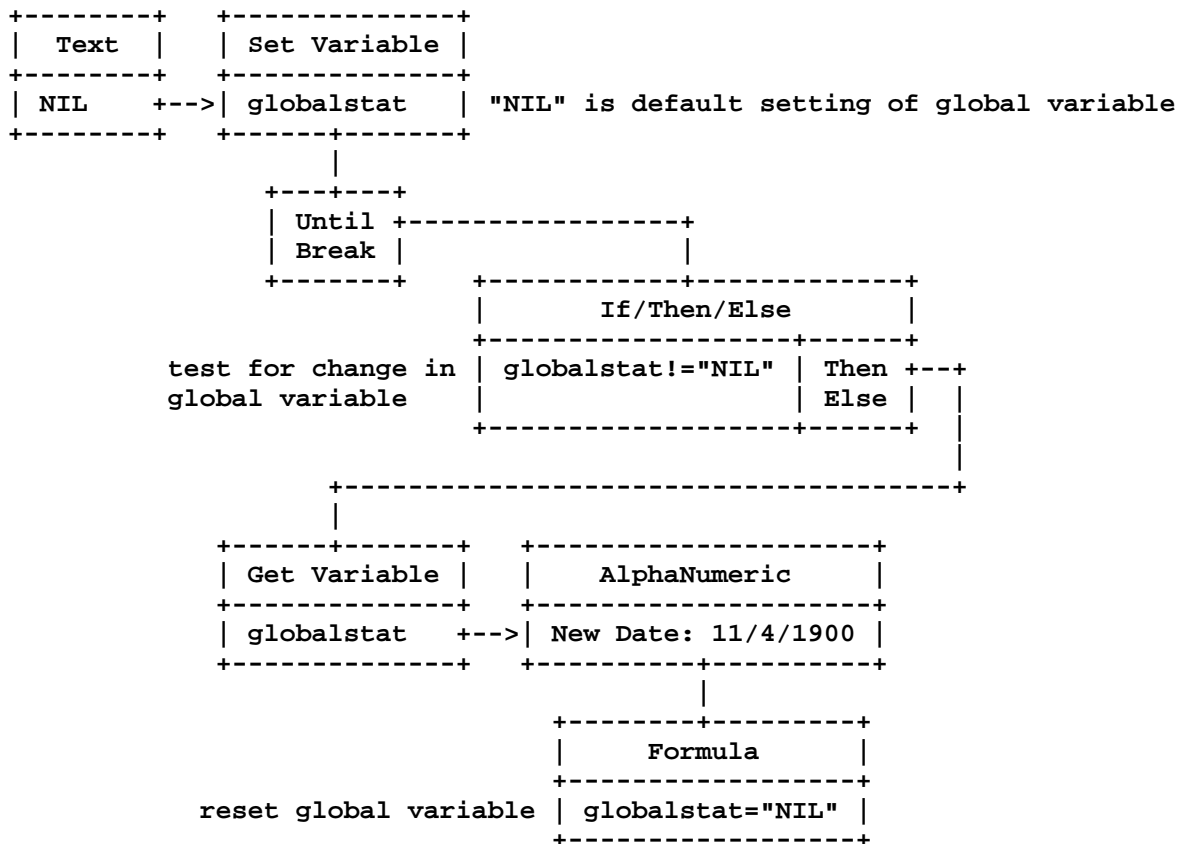 Text Set Variable
NIL globalstat "NIL" is default setting of global variable
Until
Break
If/Then/Else
test for change in globalstat!="NIL" Then
global variable Else
Get Variable AlphaNumeric
globalstat New Date: 11/4/1900
Formula
reset global variable globalstat="NIL"